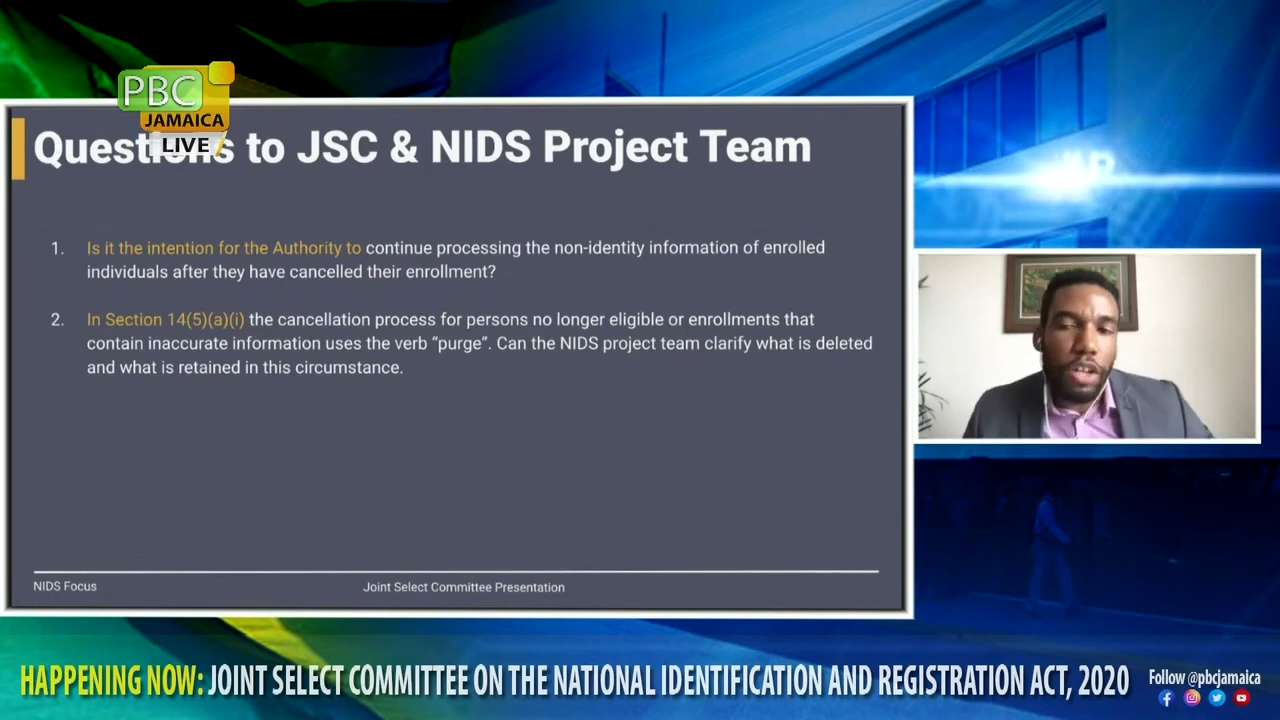 PBC
JAMAICA
LIVE
Questions to JSC & NIDS Project Team
1. Is it the intention for the Authority to continue processing the non-identity information of enrolled
individuals after they have cancelled their enrollment?
2. In Section 14(5)(a)(i) the cancellation process for persons no longer eligible or enrollments that
contain inaccurate information uses the verb “purge”. Can the NIDS project team clarify what is deleted
and what is retained in this circumstance.
NIDS Focus
Joint Select Committee Presentation
HAPPENING NOW: JOINT SELECT COMMITTEE ON THE NATIONAL IDENTIFICATION AND REGISTRATION ACT, 2020
Follow @pbcjamaica